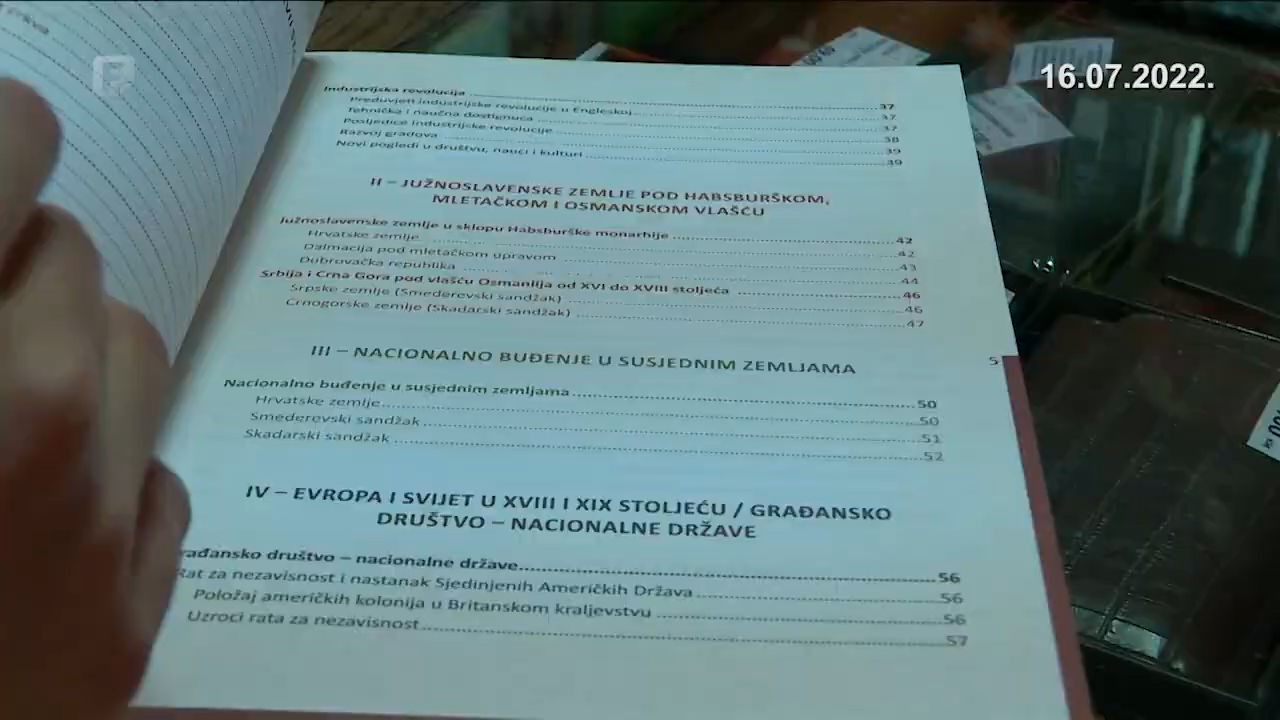 16.07.2022.
Industrijska revolucija 37
Preduvjeti industrijske revolucije u Engleskoj 37
Tehnička i naučna dostignuća 37
Posljedice industrijske revolucije 38
Razvoj gradova 39
Novi pogledi u društvu, nauci i kulturi 39
II – JUŽNOSLAVENSKE ZEMLJE POD HABSBURŠKOM,
MLETAČKOM I OSMANSKOM VLAŠĆU
Južnoslavenske zemlje u sklopu Habsburške monarhije 42
Hrvatske zemlje 42
Dalmacija pod mletačkom upravom 43
Dubrovačka republika 44
Srbija i Crna Gora pod vlašću Osmanlija od XVI do XVIII stoljeća 46
Srpske zemlje (Smederevski sandžak) 46
Crnogorske zemlje (Skadarski sandžak) 47
III – NACIONALNO BUĐENJE U SUSJEDNIM ZEMLJAMA
5
Nacionalno buđenje u susjednim zemljama 50
Hrvatske zemlje 50
Smederevski sandžak 51
Skadarski sandžak 52
IV – EVROPA I SVIJET U XVIII I XIX STOLJEĆU / GRAĐANSKO
DRUŠTVO – NACIONALNE DRŽAVE
rađansko društvo – nacionalne države 56
Rat za nezavisnost i nastanak Sjedinjenih Američkih Država 56
Položaj američkih kolonija u Britanskom kraljevstvu 56
Uzroci rata za nezavisnost 57